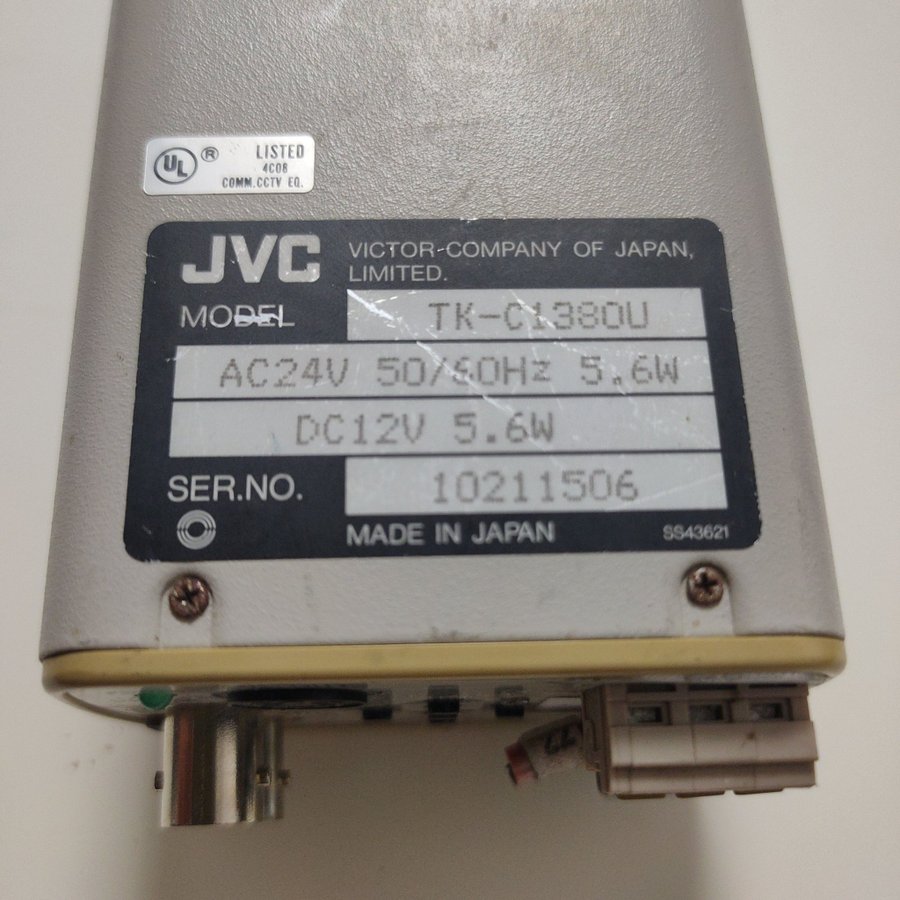 UL ® LISTED
4C08
COMM.CCTV EQ.
JVC VICTOR COMPANY OF JAPAN,
LIMITED.
MODEL TK-C1380U
AC24V 50/60Hz 5.6W
DC12V 5.6W
SER.NO. 10211506
MADE IN JAPAN SS43621